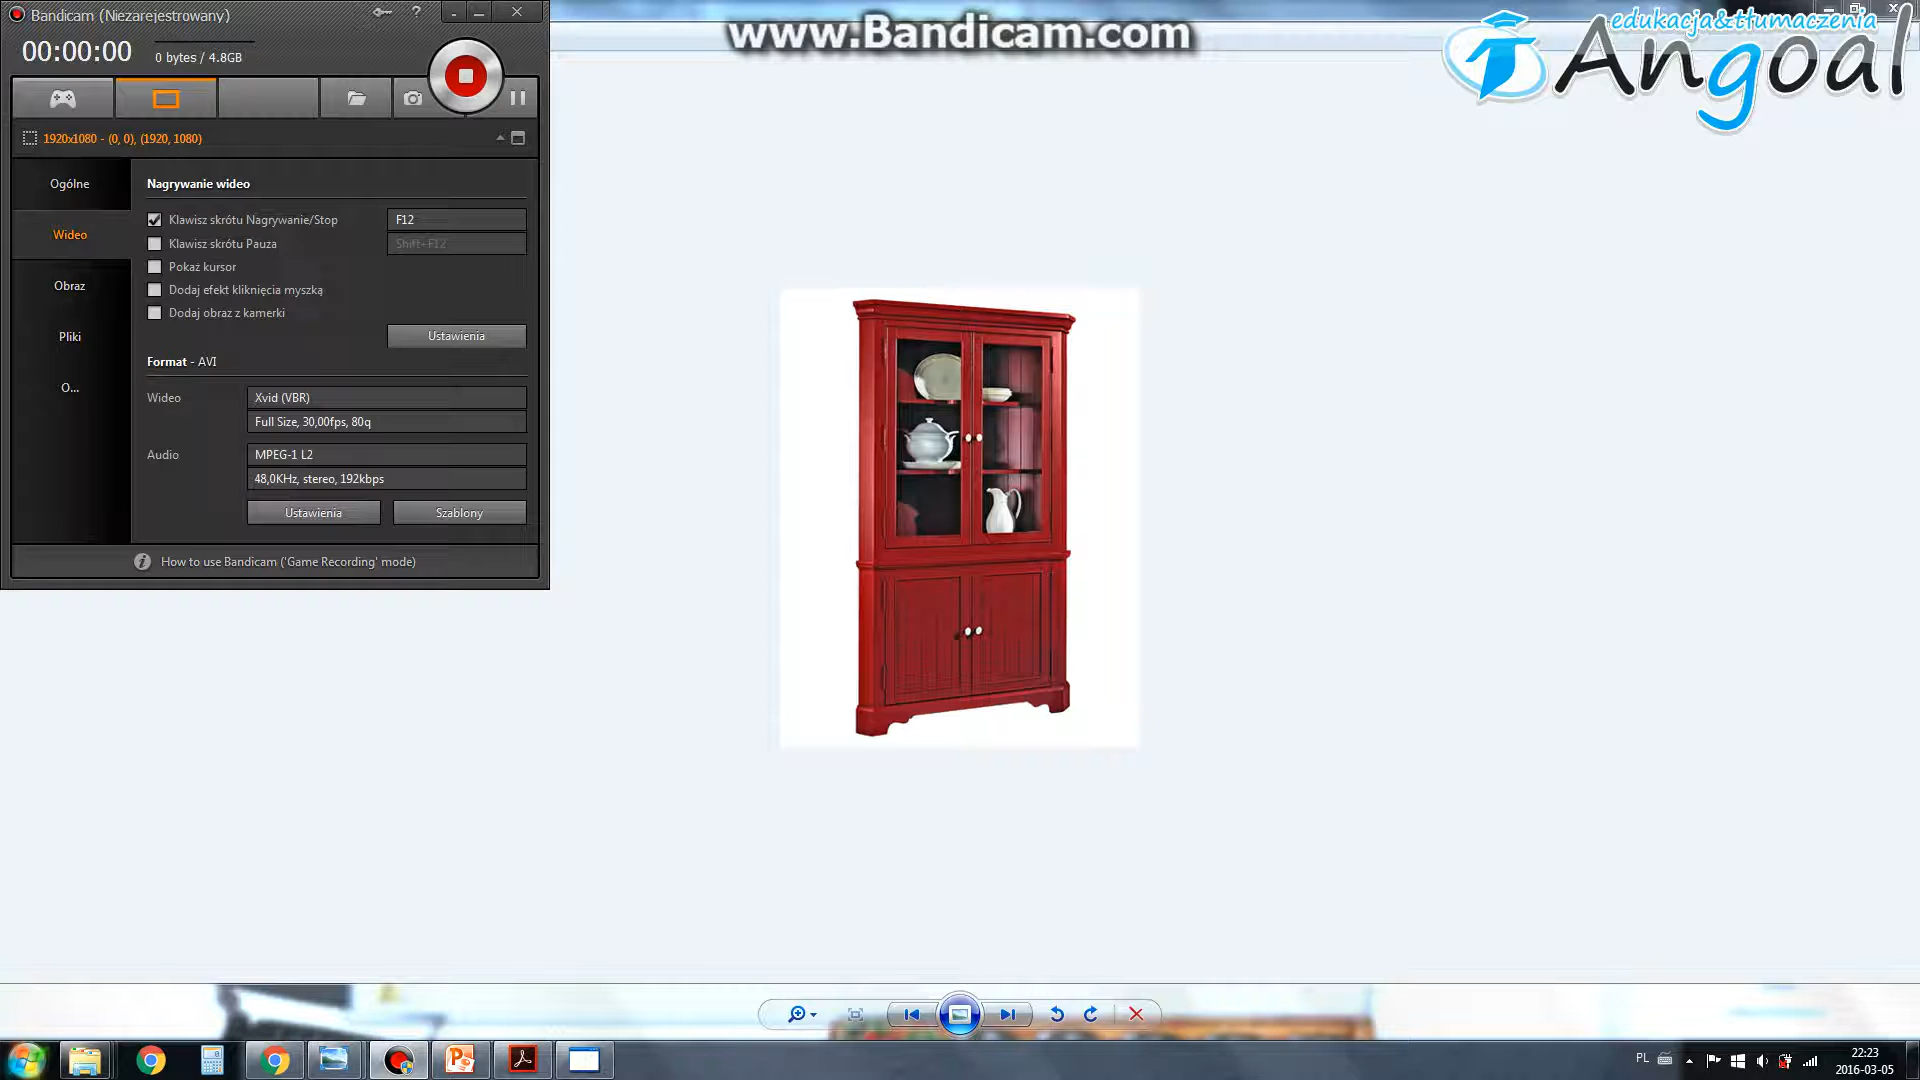 Bandicam (Niezarejestrowany)
www.Bandicam.com
edukacja&tłumaczenia
Angoal
00:00:00
0 bytes / 4.8GB
1920x1080 - (0, 0), (1920, 1080)
Ogólne
Wideo
Obraz
Pliki
O...
Nagrywanie wideo
Klawisz skrótu Nagrywanie/Stop
F12
Klawisz skrótu Pauza
Shift+F12
Pokaż kursor
Dodaj efekt kliknięcia myszką
Dodaj obraz z kamerki
Ustawienia
Format - AVI
Wideo
Xvid (VBR)
Full Size, 30,00fps, 80q
Audio
MPEG-1 L2
48,0KHz, stereo, 192kbps
Ustawienia
Szablony
How to use Bandicam ('Game Recording' mode)
PL
22:23
2016-03-05